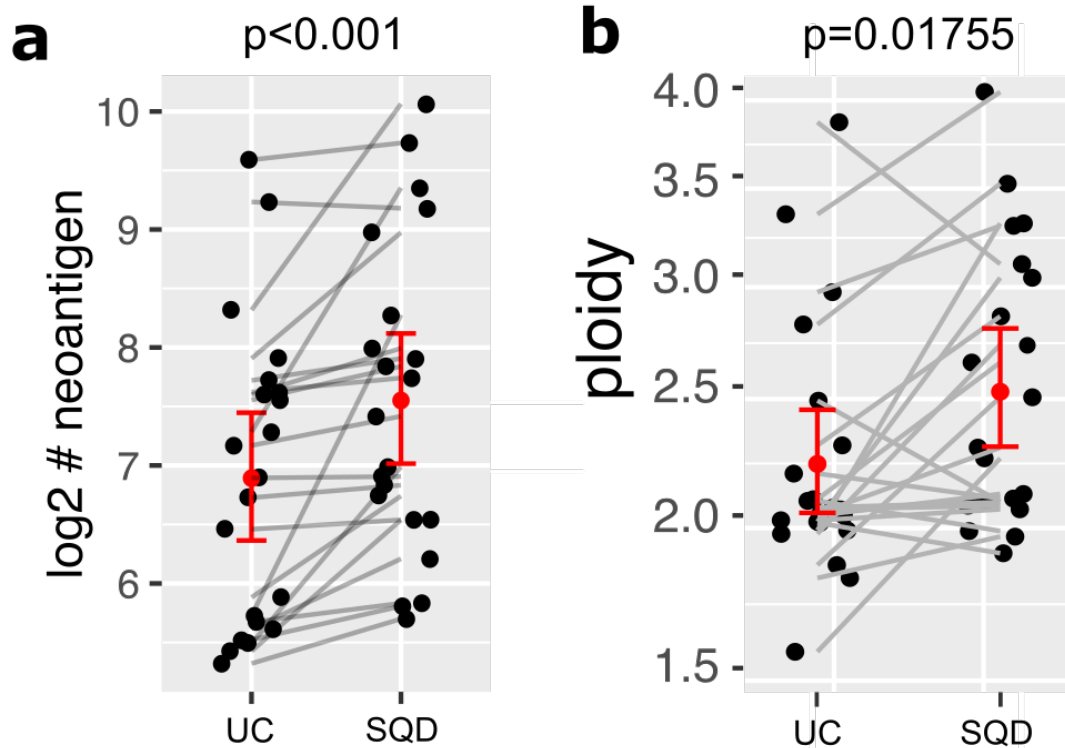 a
p<0.001
log2 # neoantigen
10
9
8
7
6
UC
SQD
b
p=0.01755
ploidy
4.0
3.5
3.0
2.5
2.0
1.5
UC
SQD